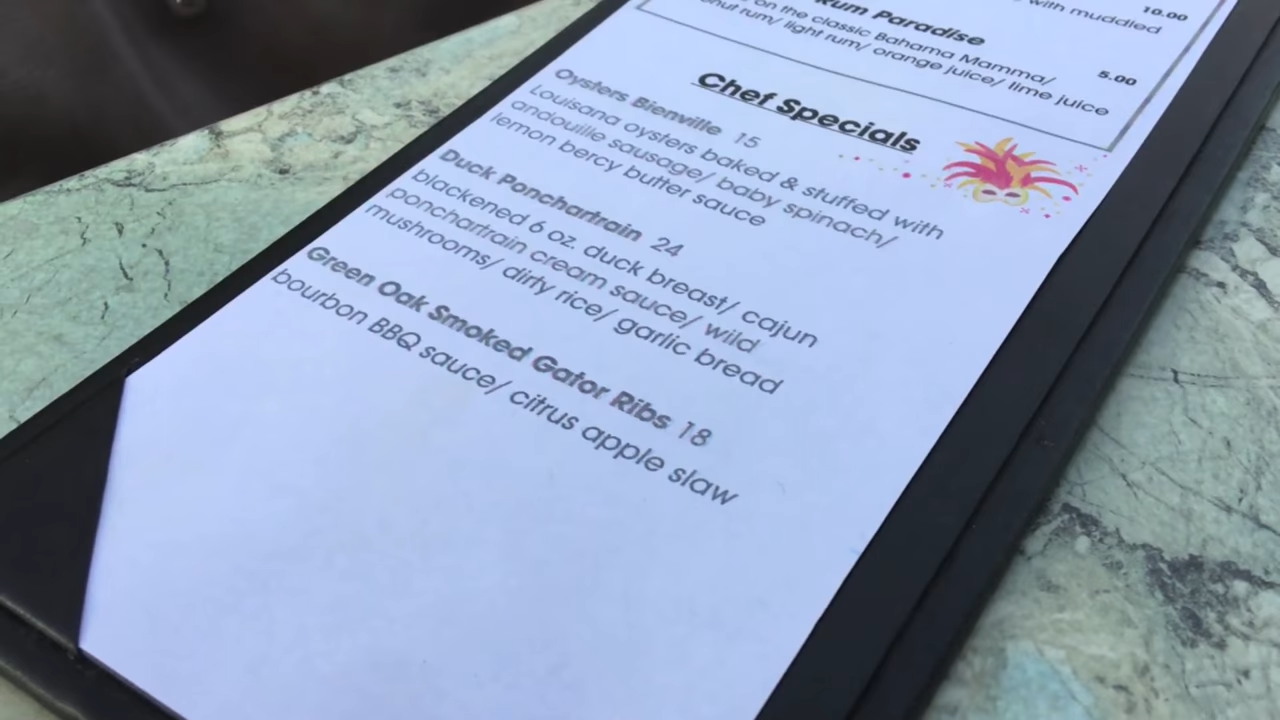 with muddled 10.00
Rum Paradise
on the classic Bahama Mamma/ 5.00
rum/ light rum/ orange juice/ lime juice
Chef Specials
Oysters Bienville 15
Louisana oysters baked & stuffed with
andouille sausage/ baby spinach/
lemon bercy butter sauce
Duck Ponchartrain 24
blackened 6 oz. duck breast/ cajun
ponchartrain cream sauce/ wild
mushrooms/ dirty rice/ garlic bread
Green Oak Smoked Gator Ribs 18
bourbon BBQ sauce/ citrus apple slaw